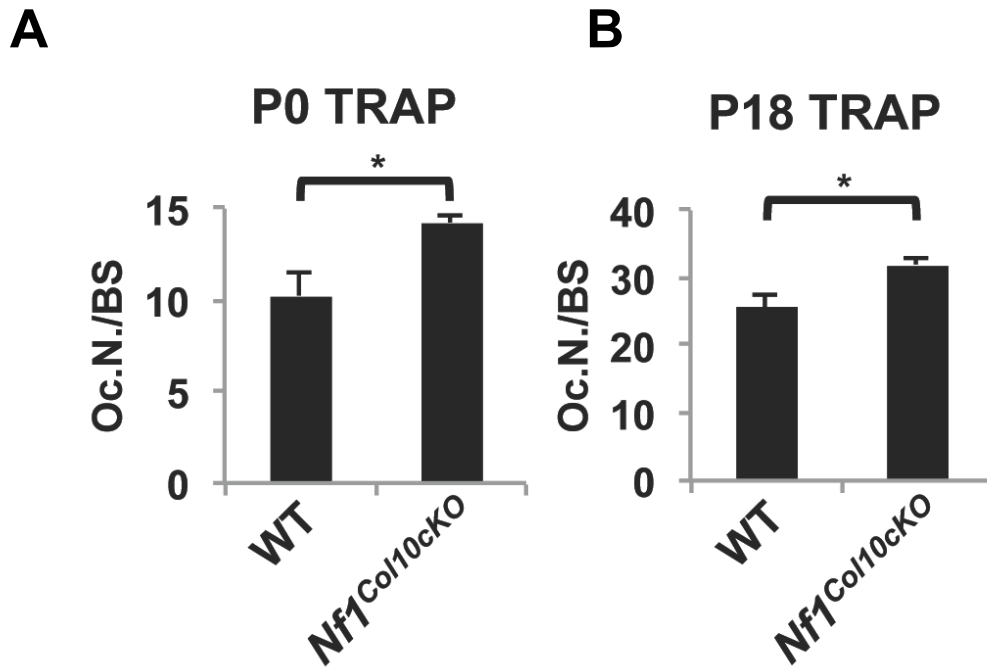 A
P0 TRAP
*
Oc.N./BS
15
10
5
0
WT
Nf1Col10cKO
B
P18 TRAP
*
Oc.N./BS
40
30
20
10
0
WT
Nf1Col10cKO